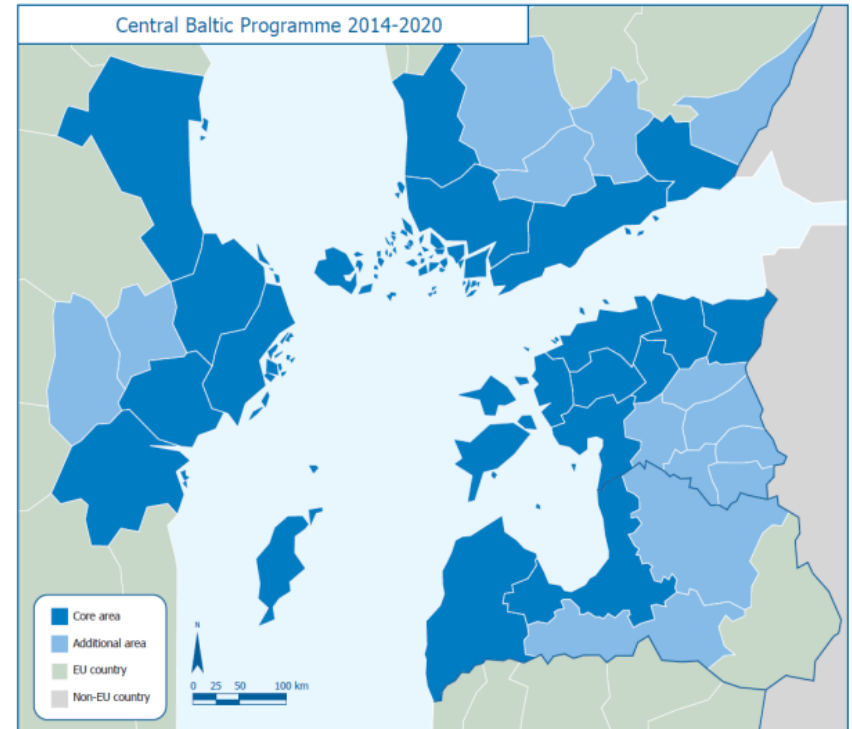 Central Baltic Programme 2014-2020
Core area
Additional area
EU country
Non-EU country
N
0 25 50 100 km